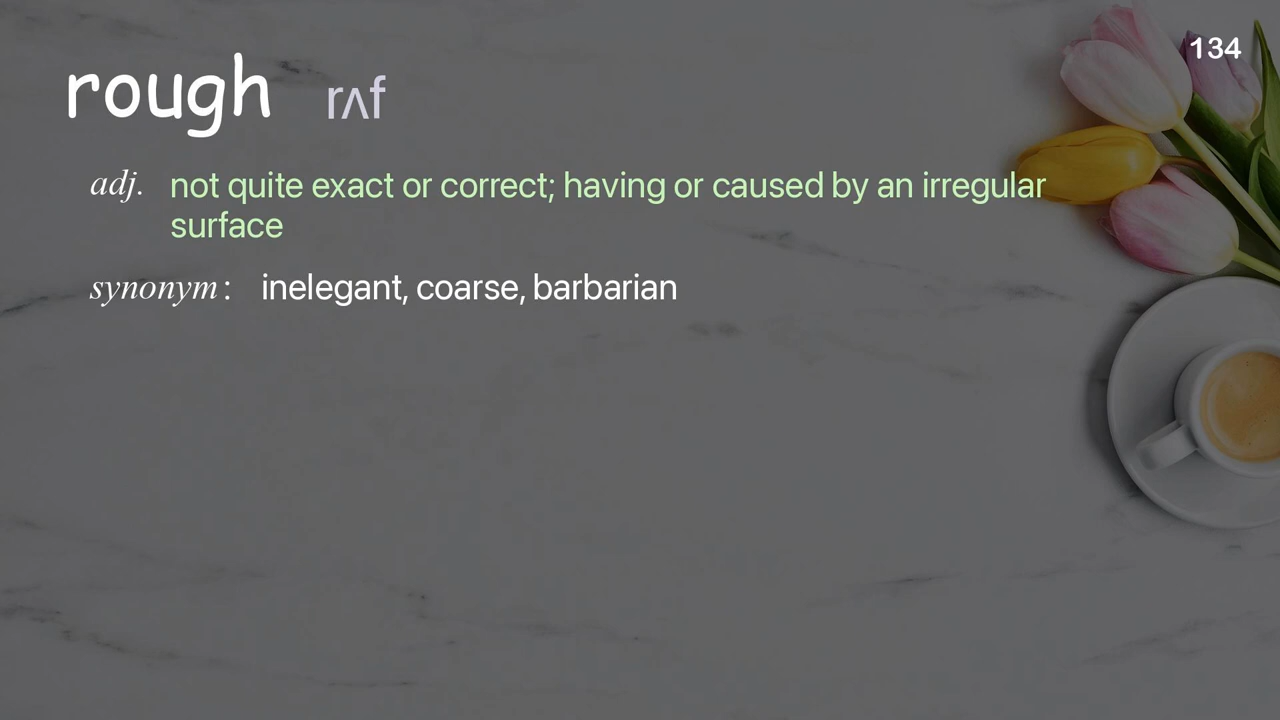 134
rough rʌf
adj. not quite exact or correct; having or caused by an irregular
surface
synonym: inelegant, coarse, barbarian